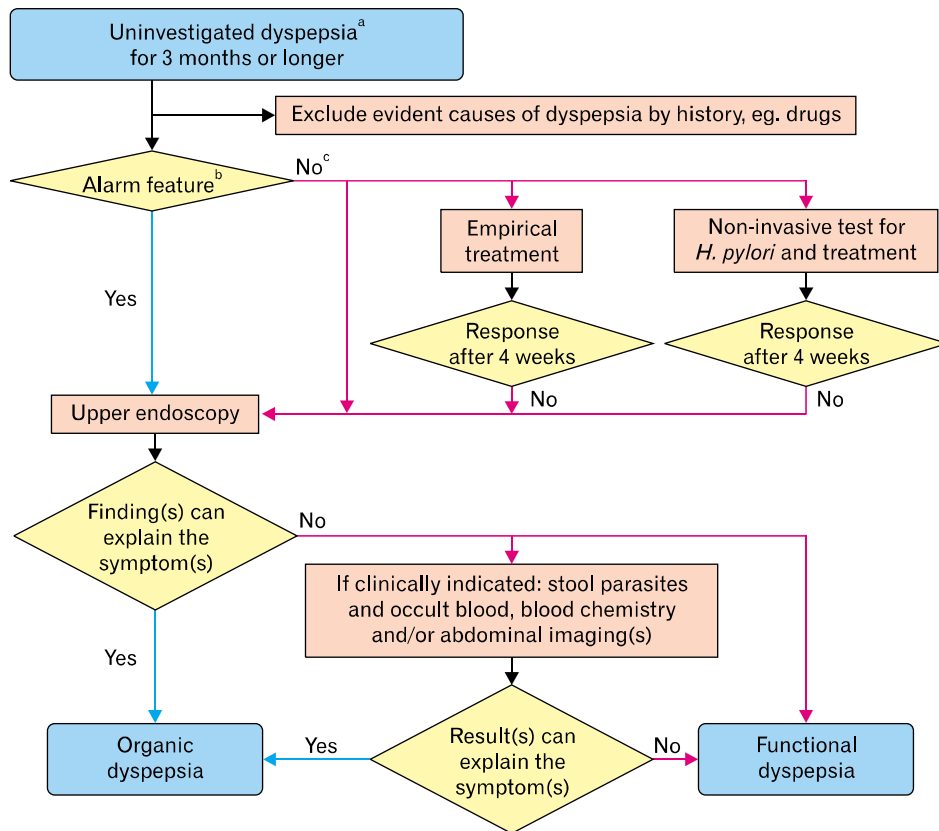 Uninvestigated dyspepsiaᵃ
for 3 months or longer
Exclude evident causes of dyspepsia by history, eg. drugs
Alarm featureᵇ
Noᶜ
Empirical
treatment
Non-invasive test for
H. pylori and treatment
Yes
Response
after 4 weeks
Response
after 4 weeks
No
No
Upper endoscopy
Finding(s) can
explain the
symptom(s)
No
If clinically indicated: stool parasites
and occult blood, blood chemistry
and/or abdominal imaging(s)
Yes
Organic
dyspepsia
Yes
Result(s) can
explain the
symptom(s)
No
Functional
dyspepsia